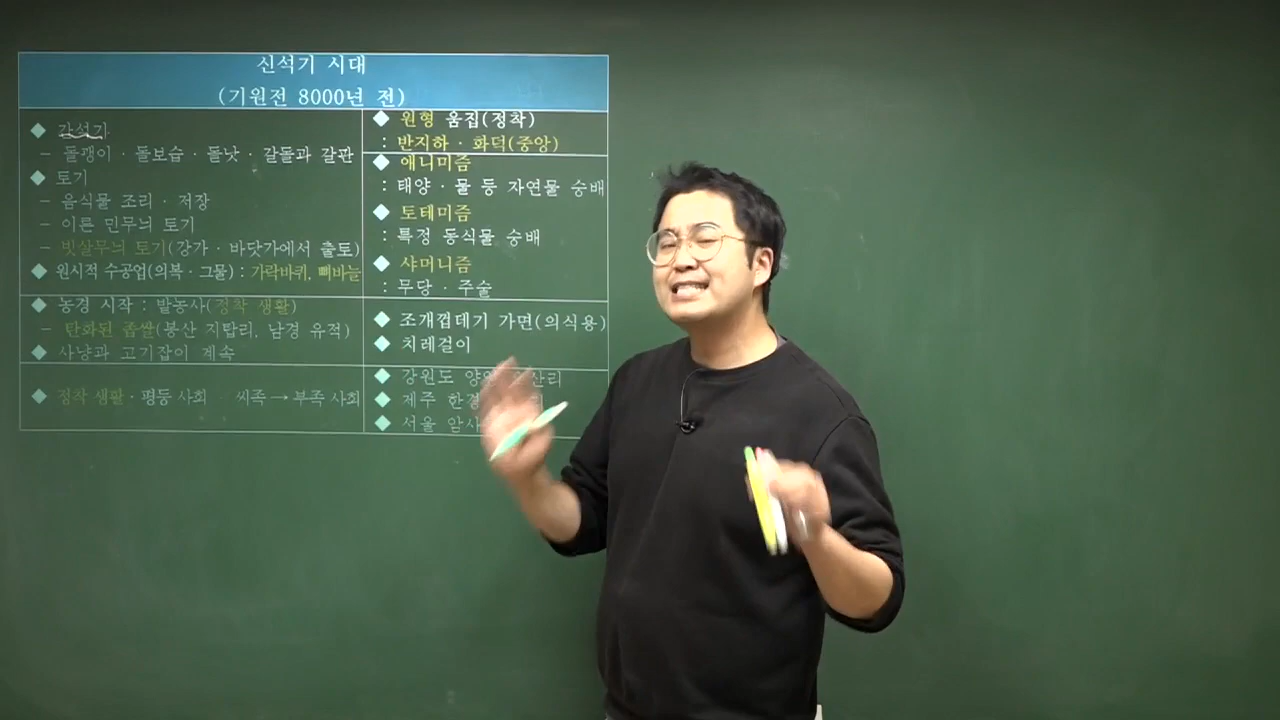 신석기 시대
(기원전 8000년 전)
◆ 간석기
- 돌괭이 · 돌보습 · 돌낫 · 갈돌과 갈판
◆ 토기
- 음식물 조리 · 저장
- 이른 민무늬 토기
- 빗살무늬 토기(강가 · 바닷가에서 출토)
◆ 원시적 수공업(의복 · 그물) : 가락바퀴, 뼈바늘
◆ 농경 시작 : 밭농사(정착 생활)
- 탄화된 좁쌀(봉산 지탑리, 남경 유적)
◆ 사냥과 고기잡이 계속
◆ 정착 생활 · 평등 사회 씨족 → 부족 사회
◆ 원형 움집(정착)
: 반지하 · 화덕(중앙)
◆ 애니미즘
: 태양 · 물 등 자연물 숭배
◆ 토테미즘
: 특정 동식물 숭배
◆ 샤머니즘
: 무당 · 주술
◆ 조개껍데기 가면(의식용)
◆ 치레걸이
◆ 강원도
◆ 제주
◆ 서울